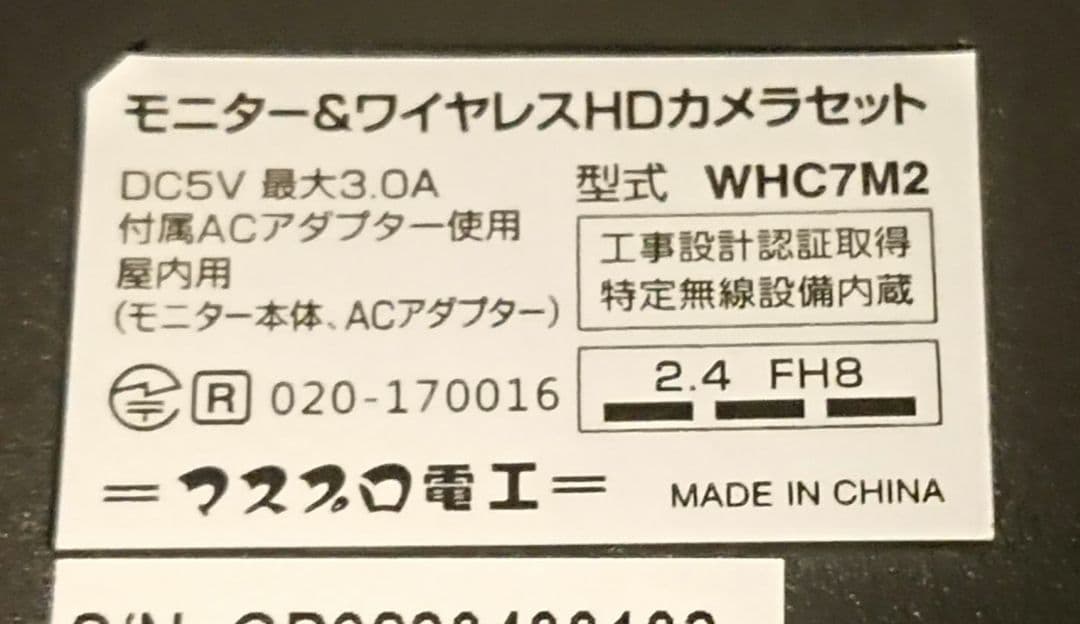 モニター&ワイヤレスHDカメラセット
DC5V 最大3.0A
付属ACアダプター使用
屋内用
(モニター本体、ACアダプター)
型式 WHC7M2
工事設計認証取得
特定無線設備内蔵
R 020-170016
2.4 FH8
=マスプロ電工=
MADE IN CHINA
S/N